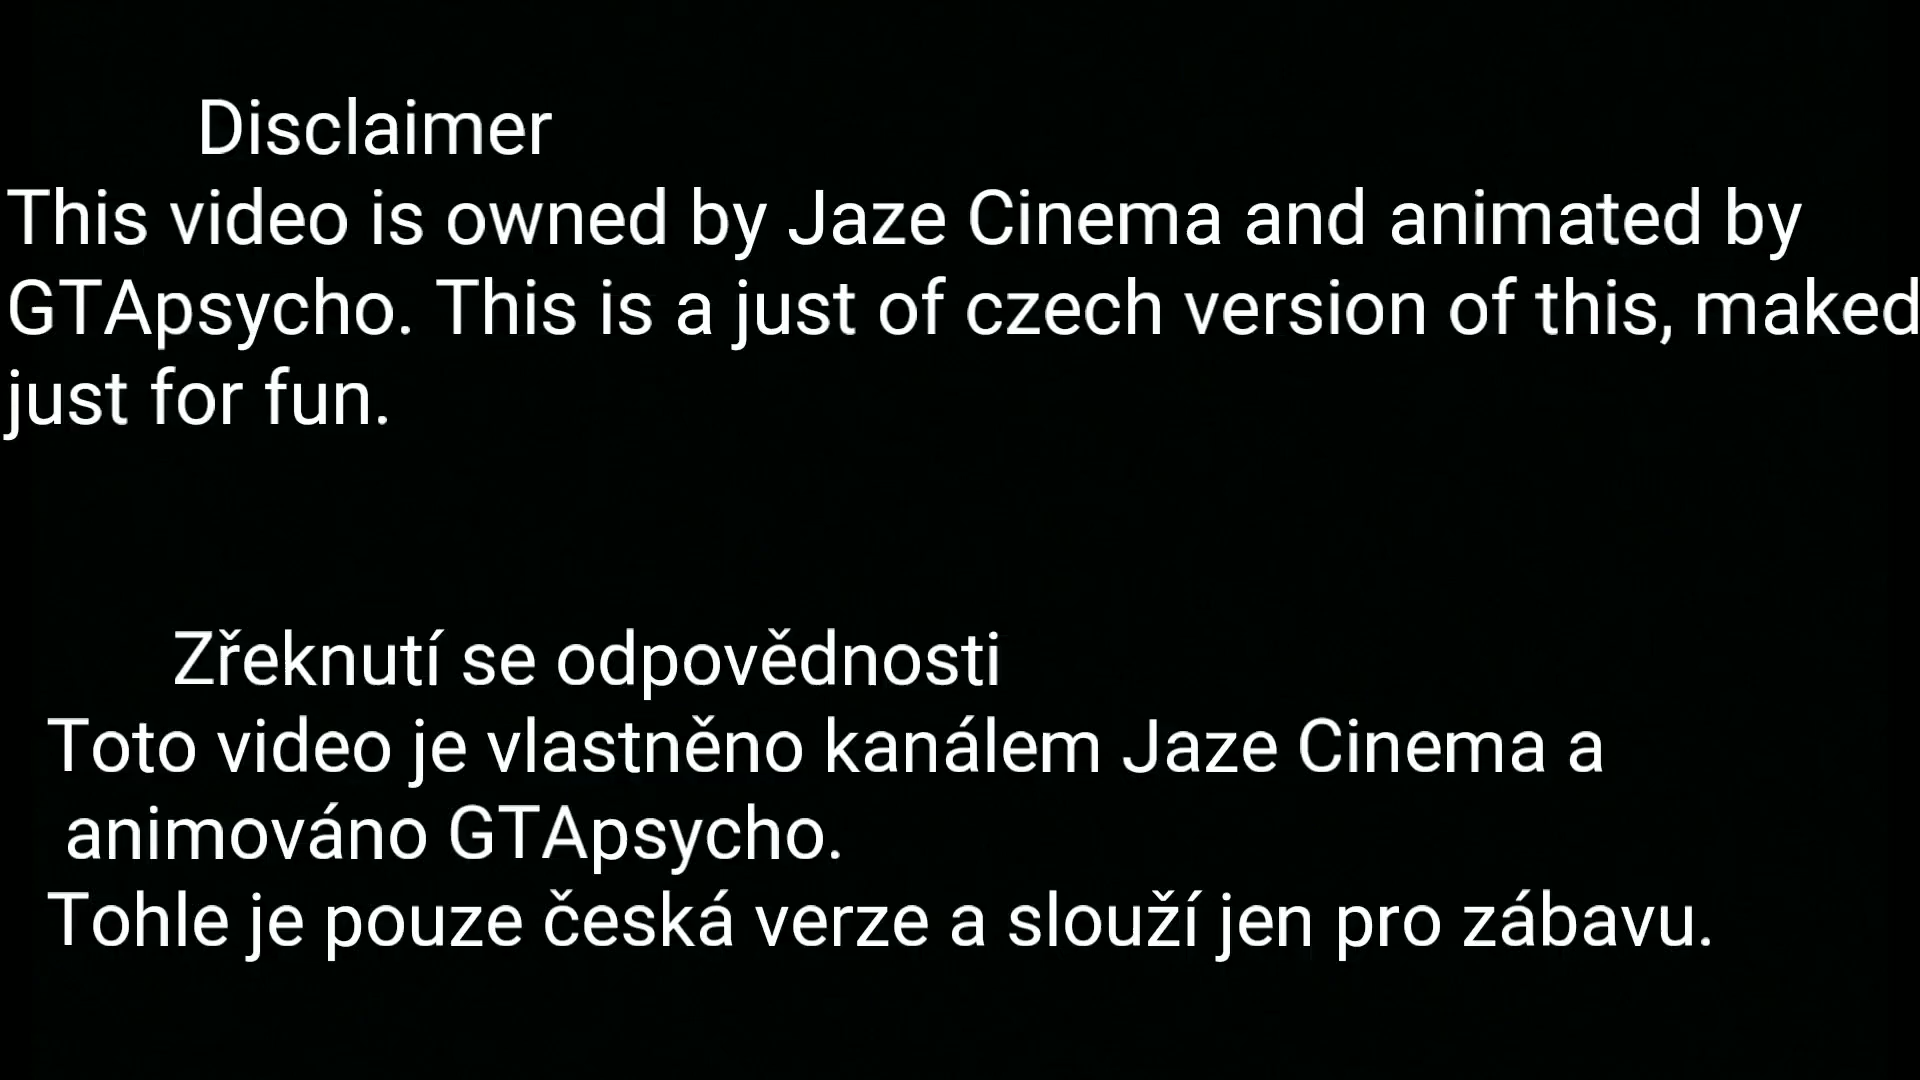 Disclaimer
This video is owned by Jaze Cinema and animated by
GTApsycho. This is a just of czech version of this, maked
just for fun.
Zřeknutí se odpovědnosti
Toto video je vlastněno kanálem Jaze Cinema a
animováno GTApsycho.
Tohle je pouze česká verze a slouží jen pro zábavu.